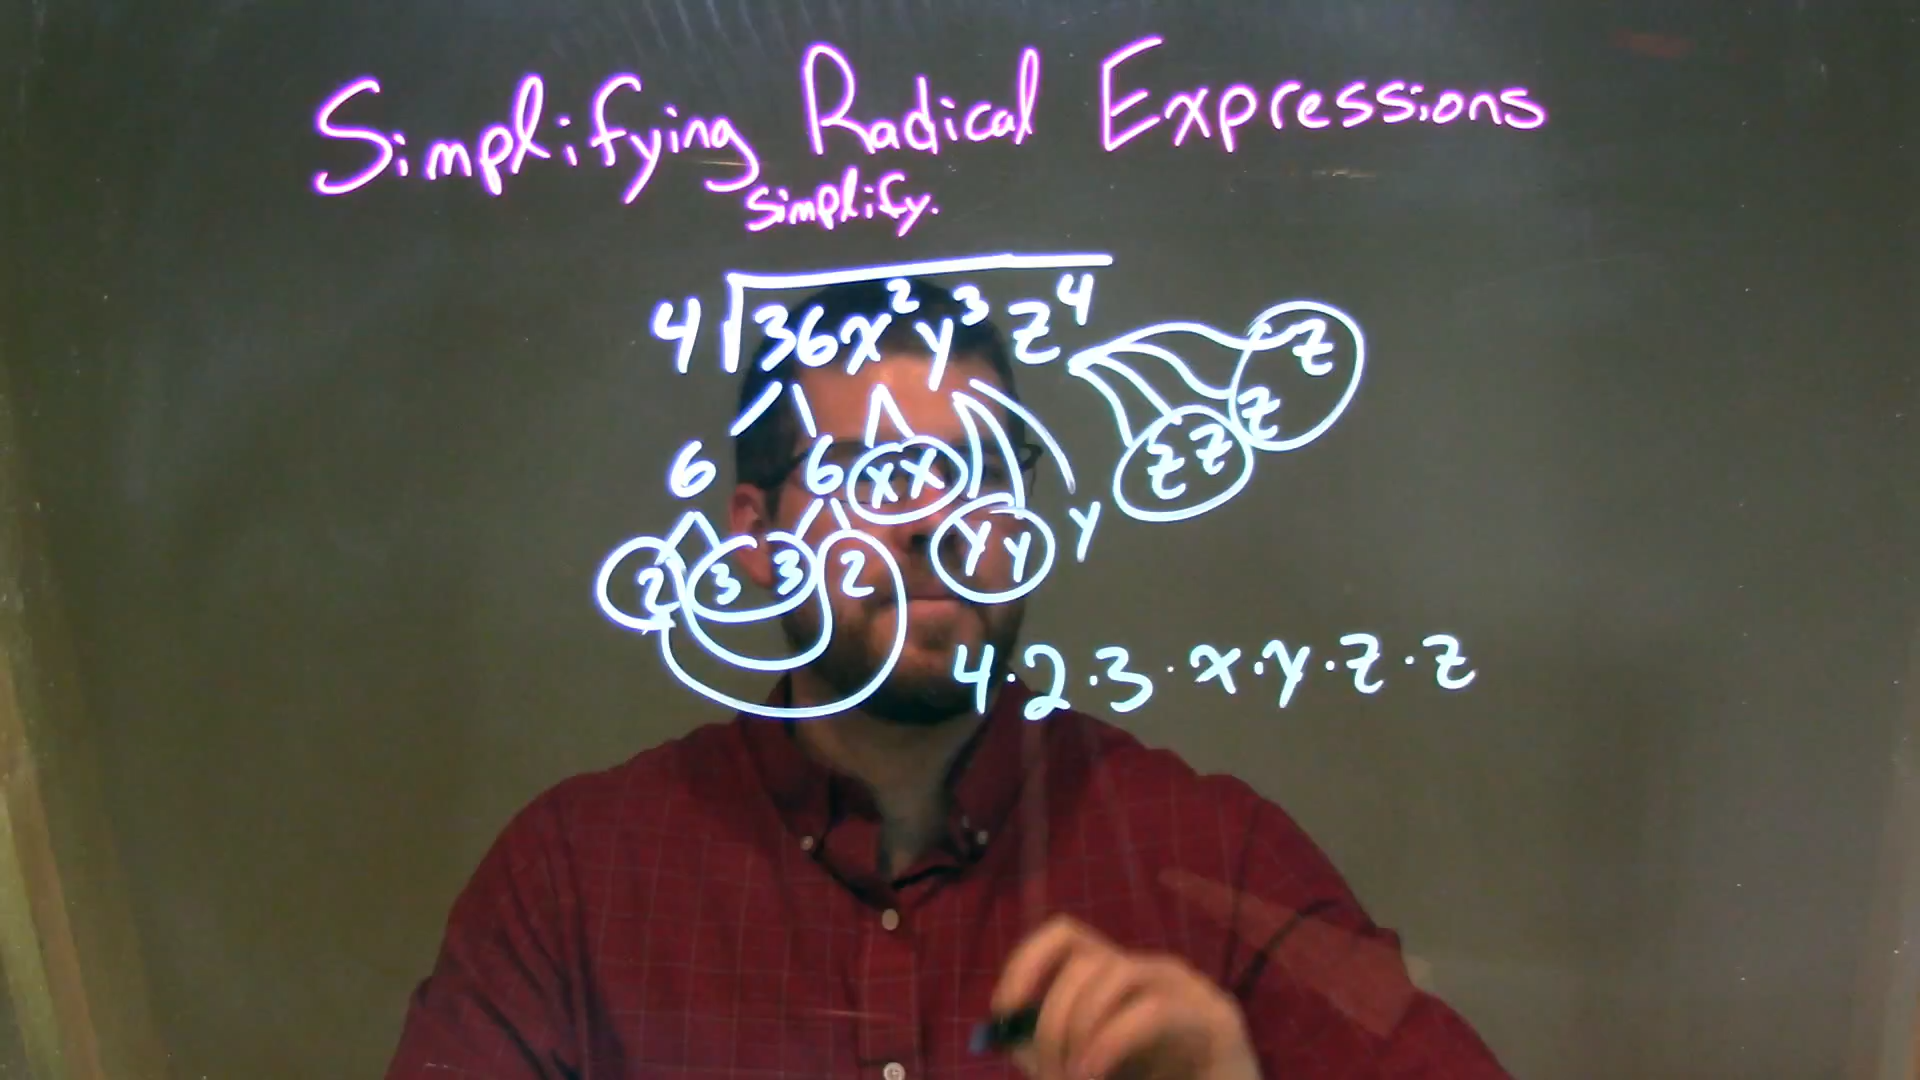 Simplifying Radical Expressions
simplify.
4√36x²y³z⁴
z
z
6 6 xx zz
2 3 3 2 yy y
4·2·3·x·y·z·z